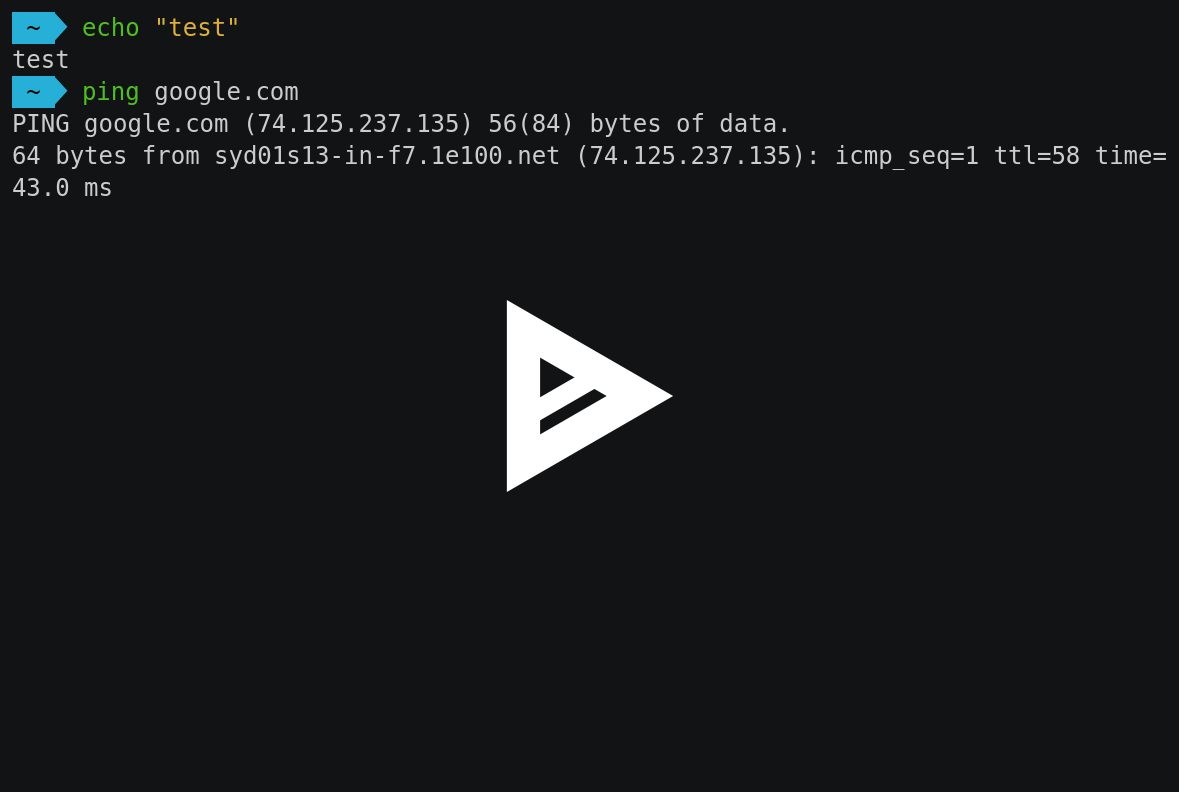 ~ echo "test"
test
~ ping google.com
PING google.com (74.125.237.135) 56(84) bytes of data.
64 bytes from syd01s13-in-f7.1e100.net (74.125.237.135): icmp_seq=1 ttl=58 time=
43.0 ms